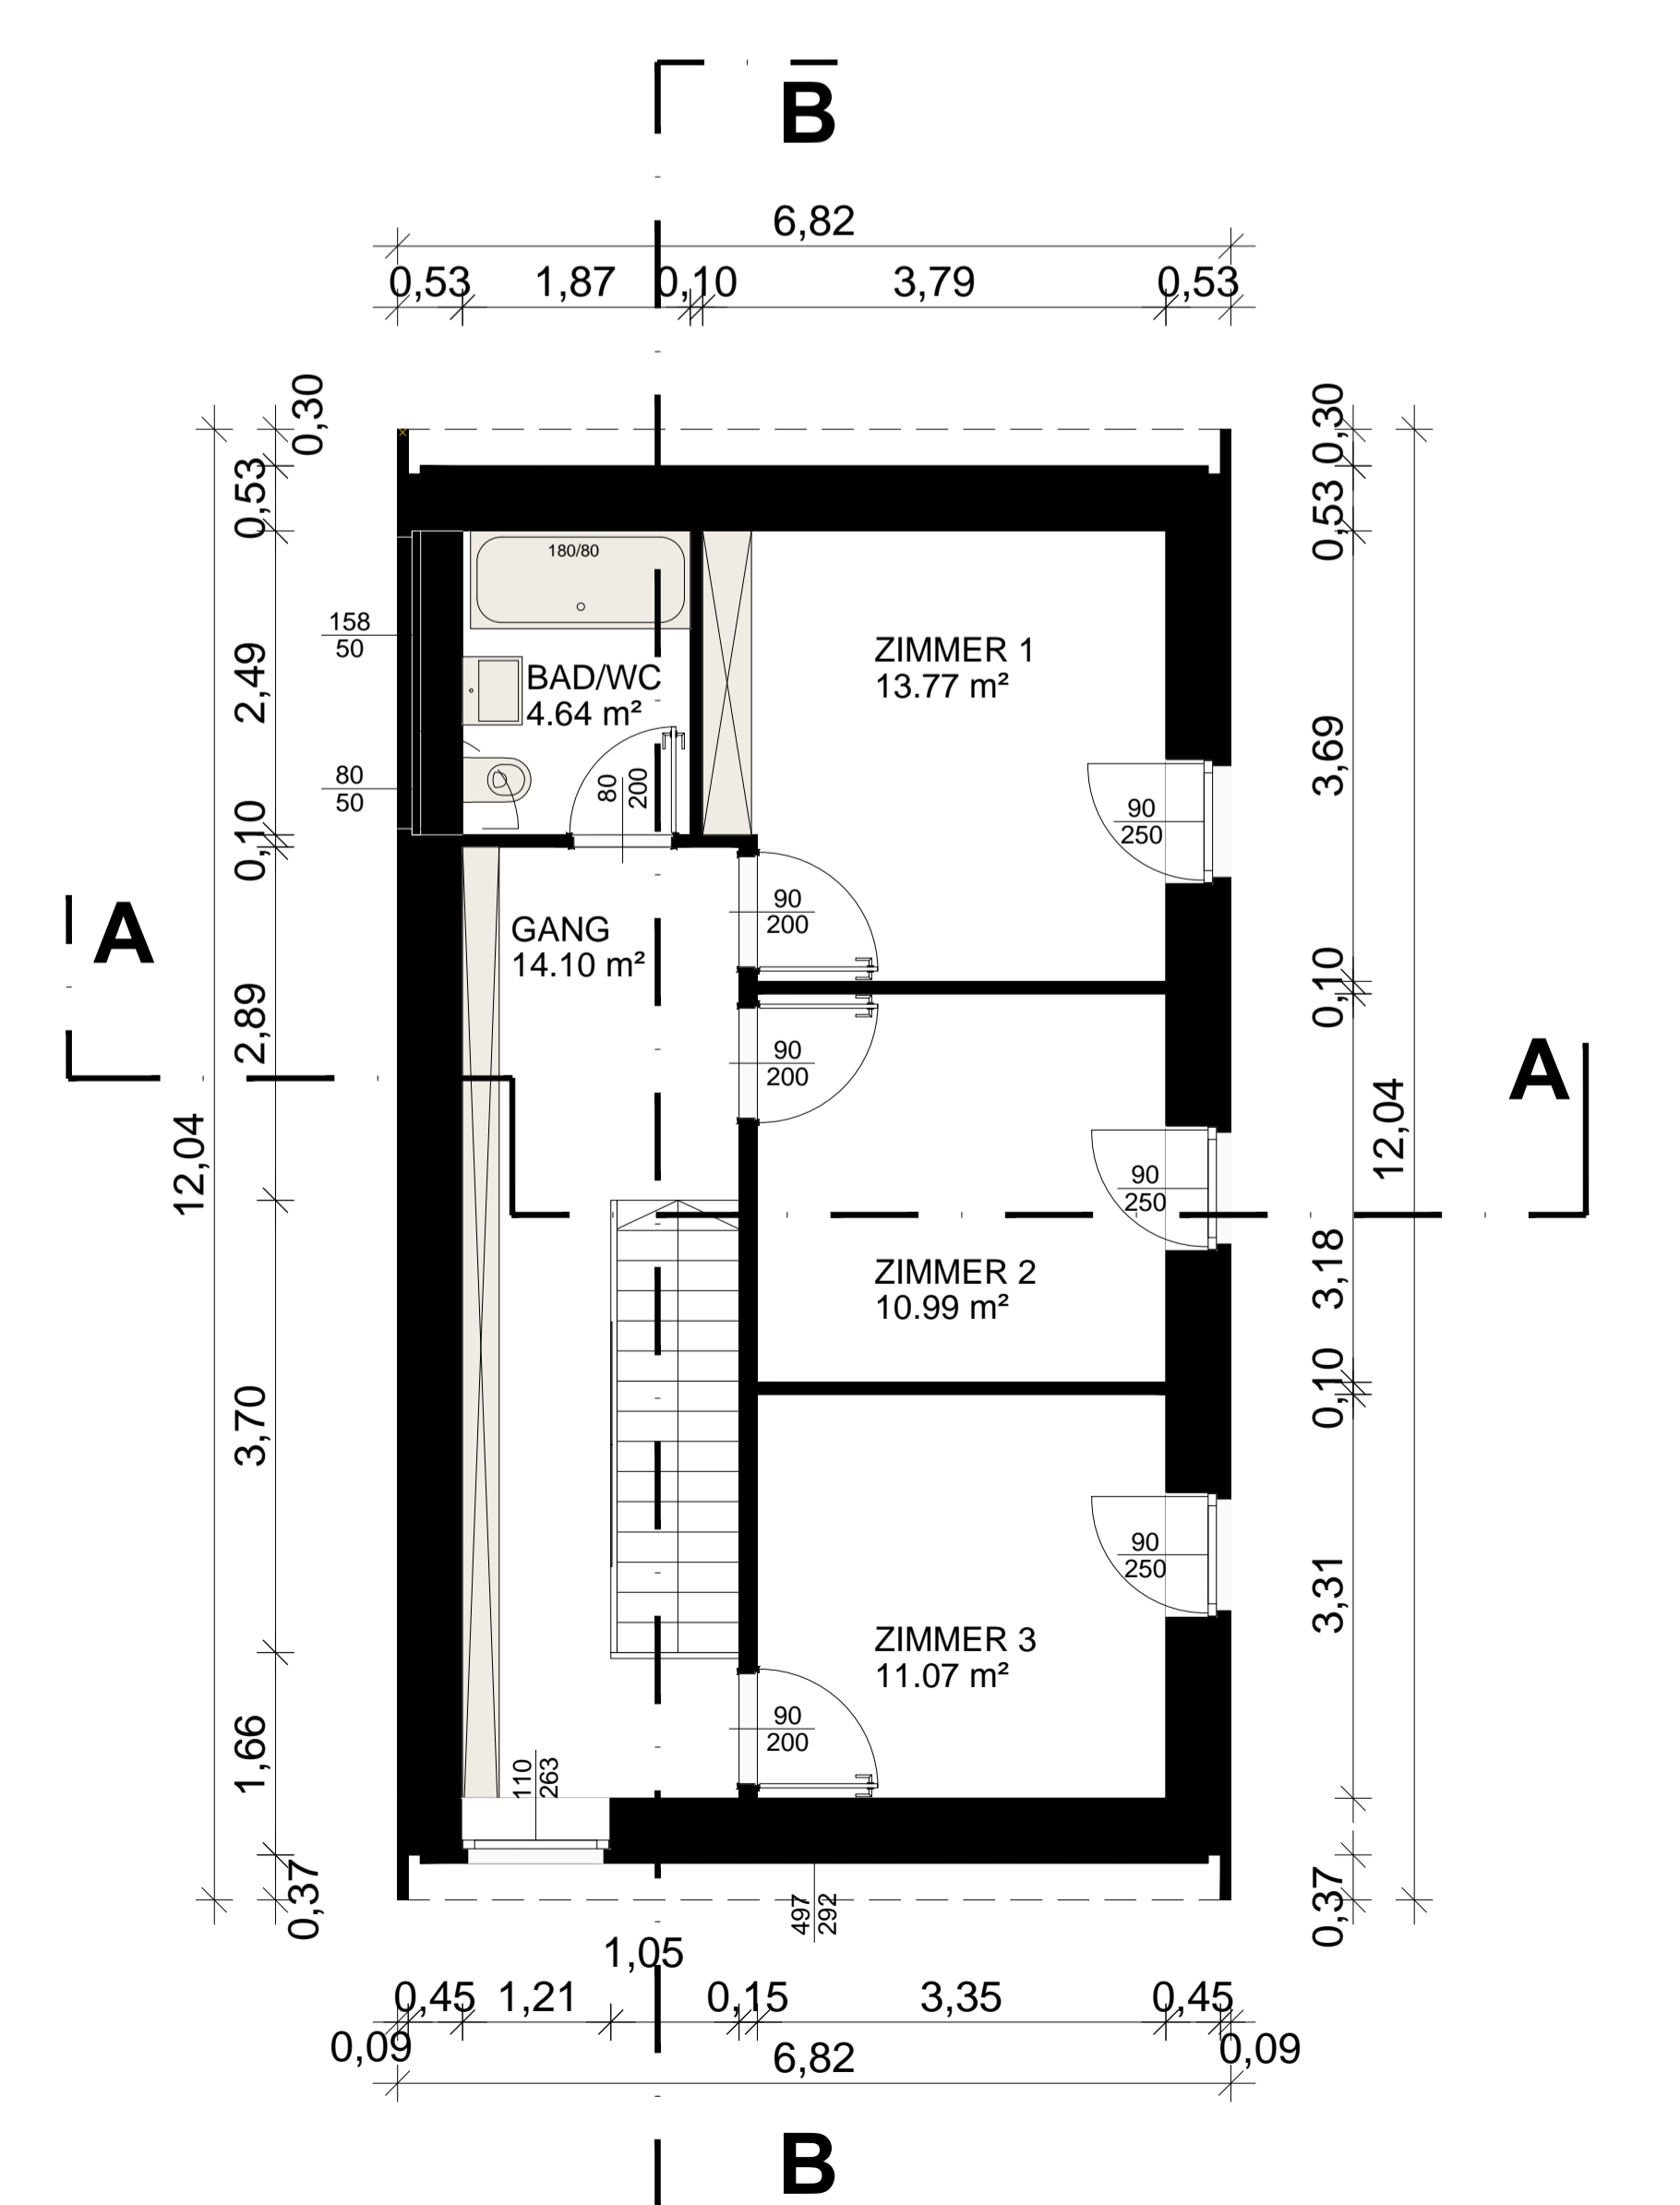 B
6,82
0,53 1,87 0,10 3,79 0,53
0,30
0,53
2,49
0,10
2,89
3,70
1,66
0,37
12,04
158
50
80
50
180/80
BAD/WC
4.64 m²
80
200
ZIMMER 1
13.77 m²
90
250
90
200
GANG
14.10 m²
A
90
200
A
90
250
ZIMMER 2
10.99 m²
90
250
ZIMMER 3
11.07 m²
90
200
110
263
497
292
0,30
0,53
3,69
0,10
3,18
0,10
3,31
0,37
12,04
1,05
0,45 1,21 0,15 3,35 0,45
0,09 6,82 0,09
B